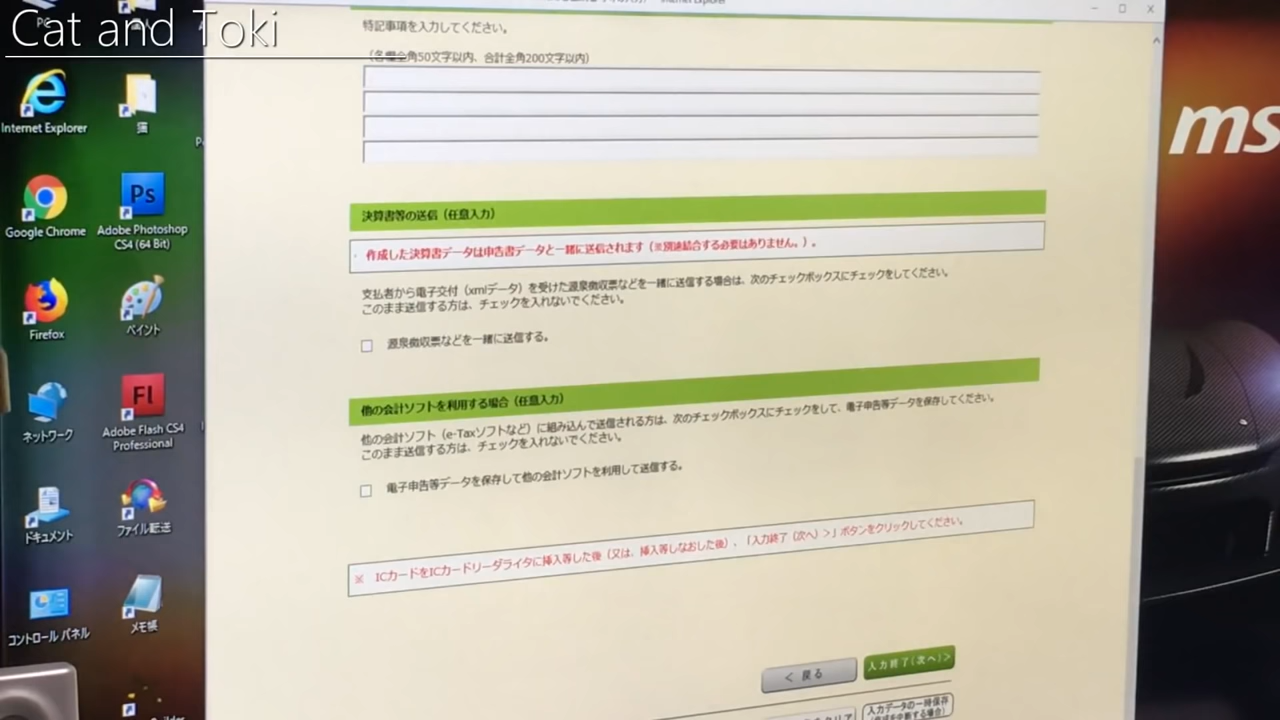 Cat and Toki
Internet Explorer
特記事項を入力してください。
(各欄全角50文字以内、合計全角200文字以内)
Internet Explorer
猫
Google Chrome
Adobe Photoshop
CS4 (64 Bit)
Firefox
ペイント
ネットワーク
Adobe Flash CS4
Professional
ドキュメント
ファイル転送
コントロール パネル
メモ帳
Ps
Fl
決算書等の送信(任意入力)
作成した決算書データは申告書データと一緒に送信されます(※別途結合する必要はありません。)。
支払者から電子交付(xmlデータ)を受けた源泉徴収票などを一緒に送信する場合は、次のチェックボックスにチェックをしてください。
このまま送信する方は、チェックを入れないでください。
源泉徴収票などを一緒に送信する。
他の会計ソフトを利用する場合(任意入力)
他の会計ソフト(e-Taxソフトなど)に組み込んで送信される方は、次のチェックボックスにチェックをして、電子申告等データを保存してください。
このまま送信する方は、チェックを入れないでください。
電子申告等データを保存して他の会計ソフトを利用して送信する。
※ ICカードをICカードリーダライタに挿入等した後(又は、挿入等しなおした後)、「入力終了(次へ)>」ボタンをクリックしてください。
< 戻る
入力終了(次へ)>
入力データの一時保存
(作成を中断する場合)
ms